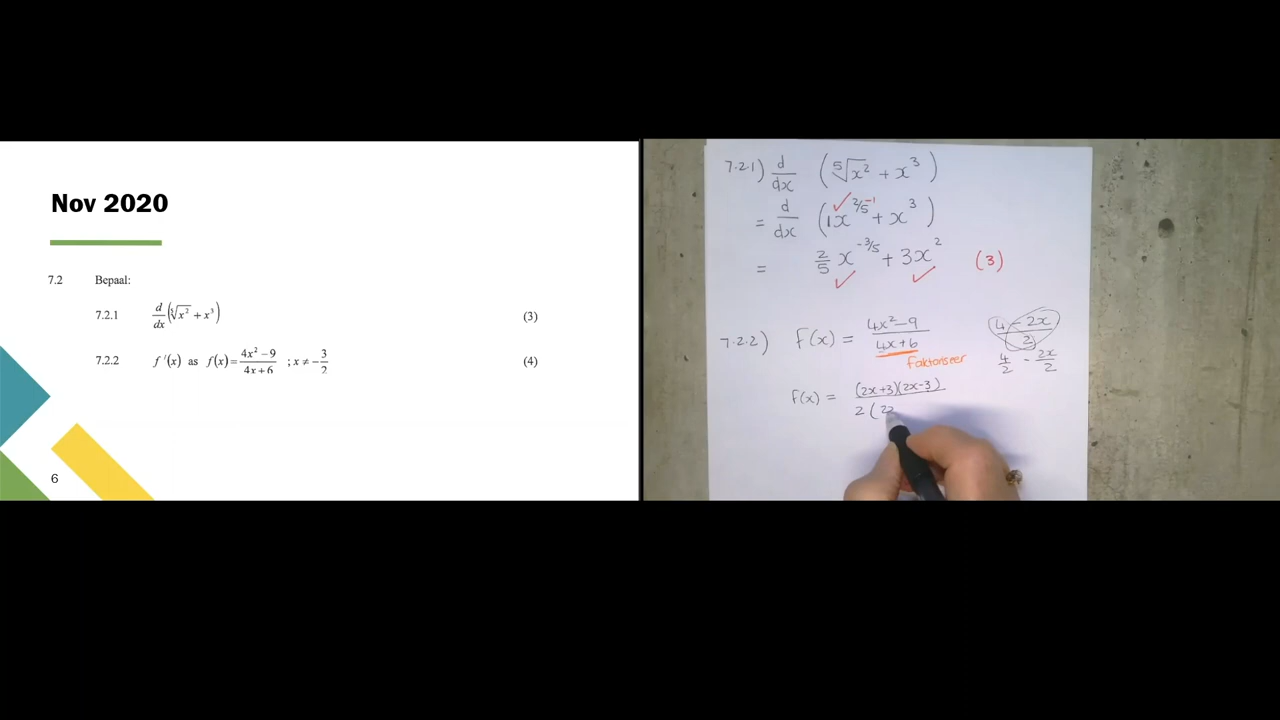 Nov 2020
7.2 Bepaal:
7.2.1 d/dx (⁵√x² + x³) (3)
7.2.2 f '(x) as f(x) = (4x² − 9)/(4x + 6) ; x ≠ −3/2 (4)
6
7.2.1) d/dx (⁵√x² + x³)
= d/dx (1x^(2/5 −1) + x³)
= 2/5 x^(-3/5) + 3x² (3)
7.2.2) f(x) = (4x² − 9)/(4x + 6)
Faktoriseer
f(x) = (2x+3)(2x−3)
2(2x
(4 − 2x)/2
4/2 − 2x/2